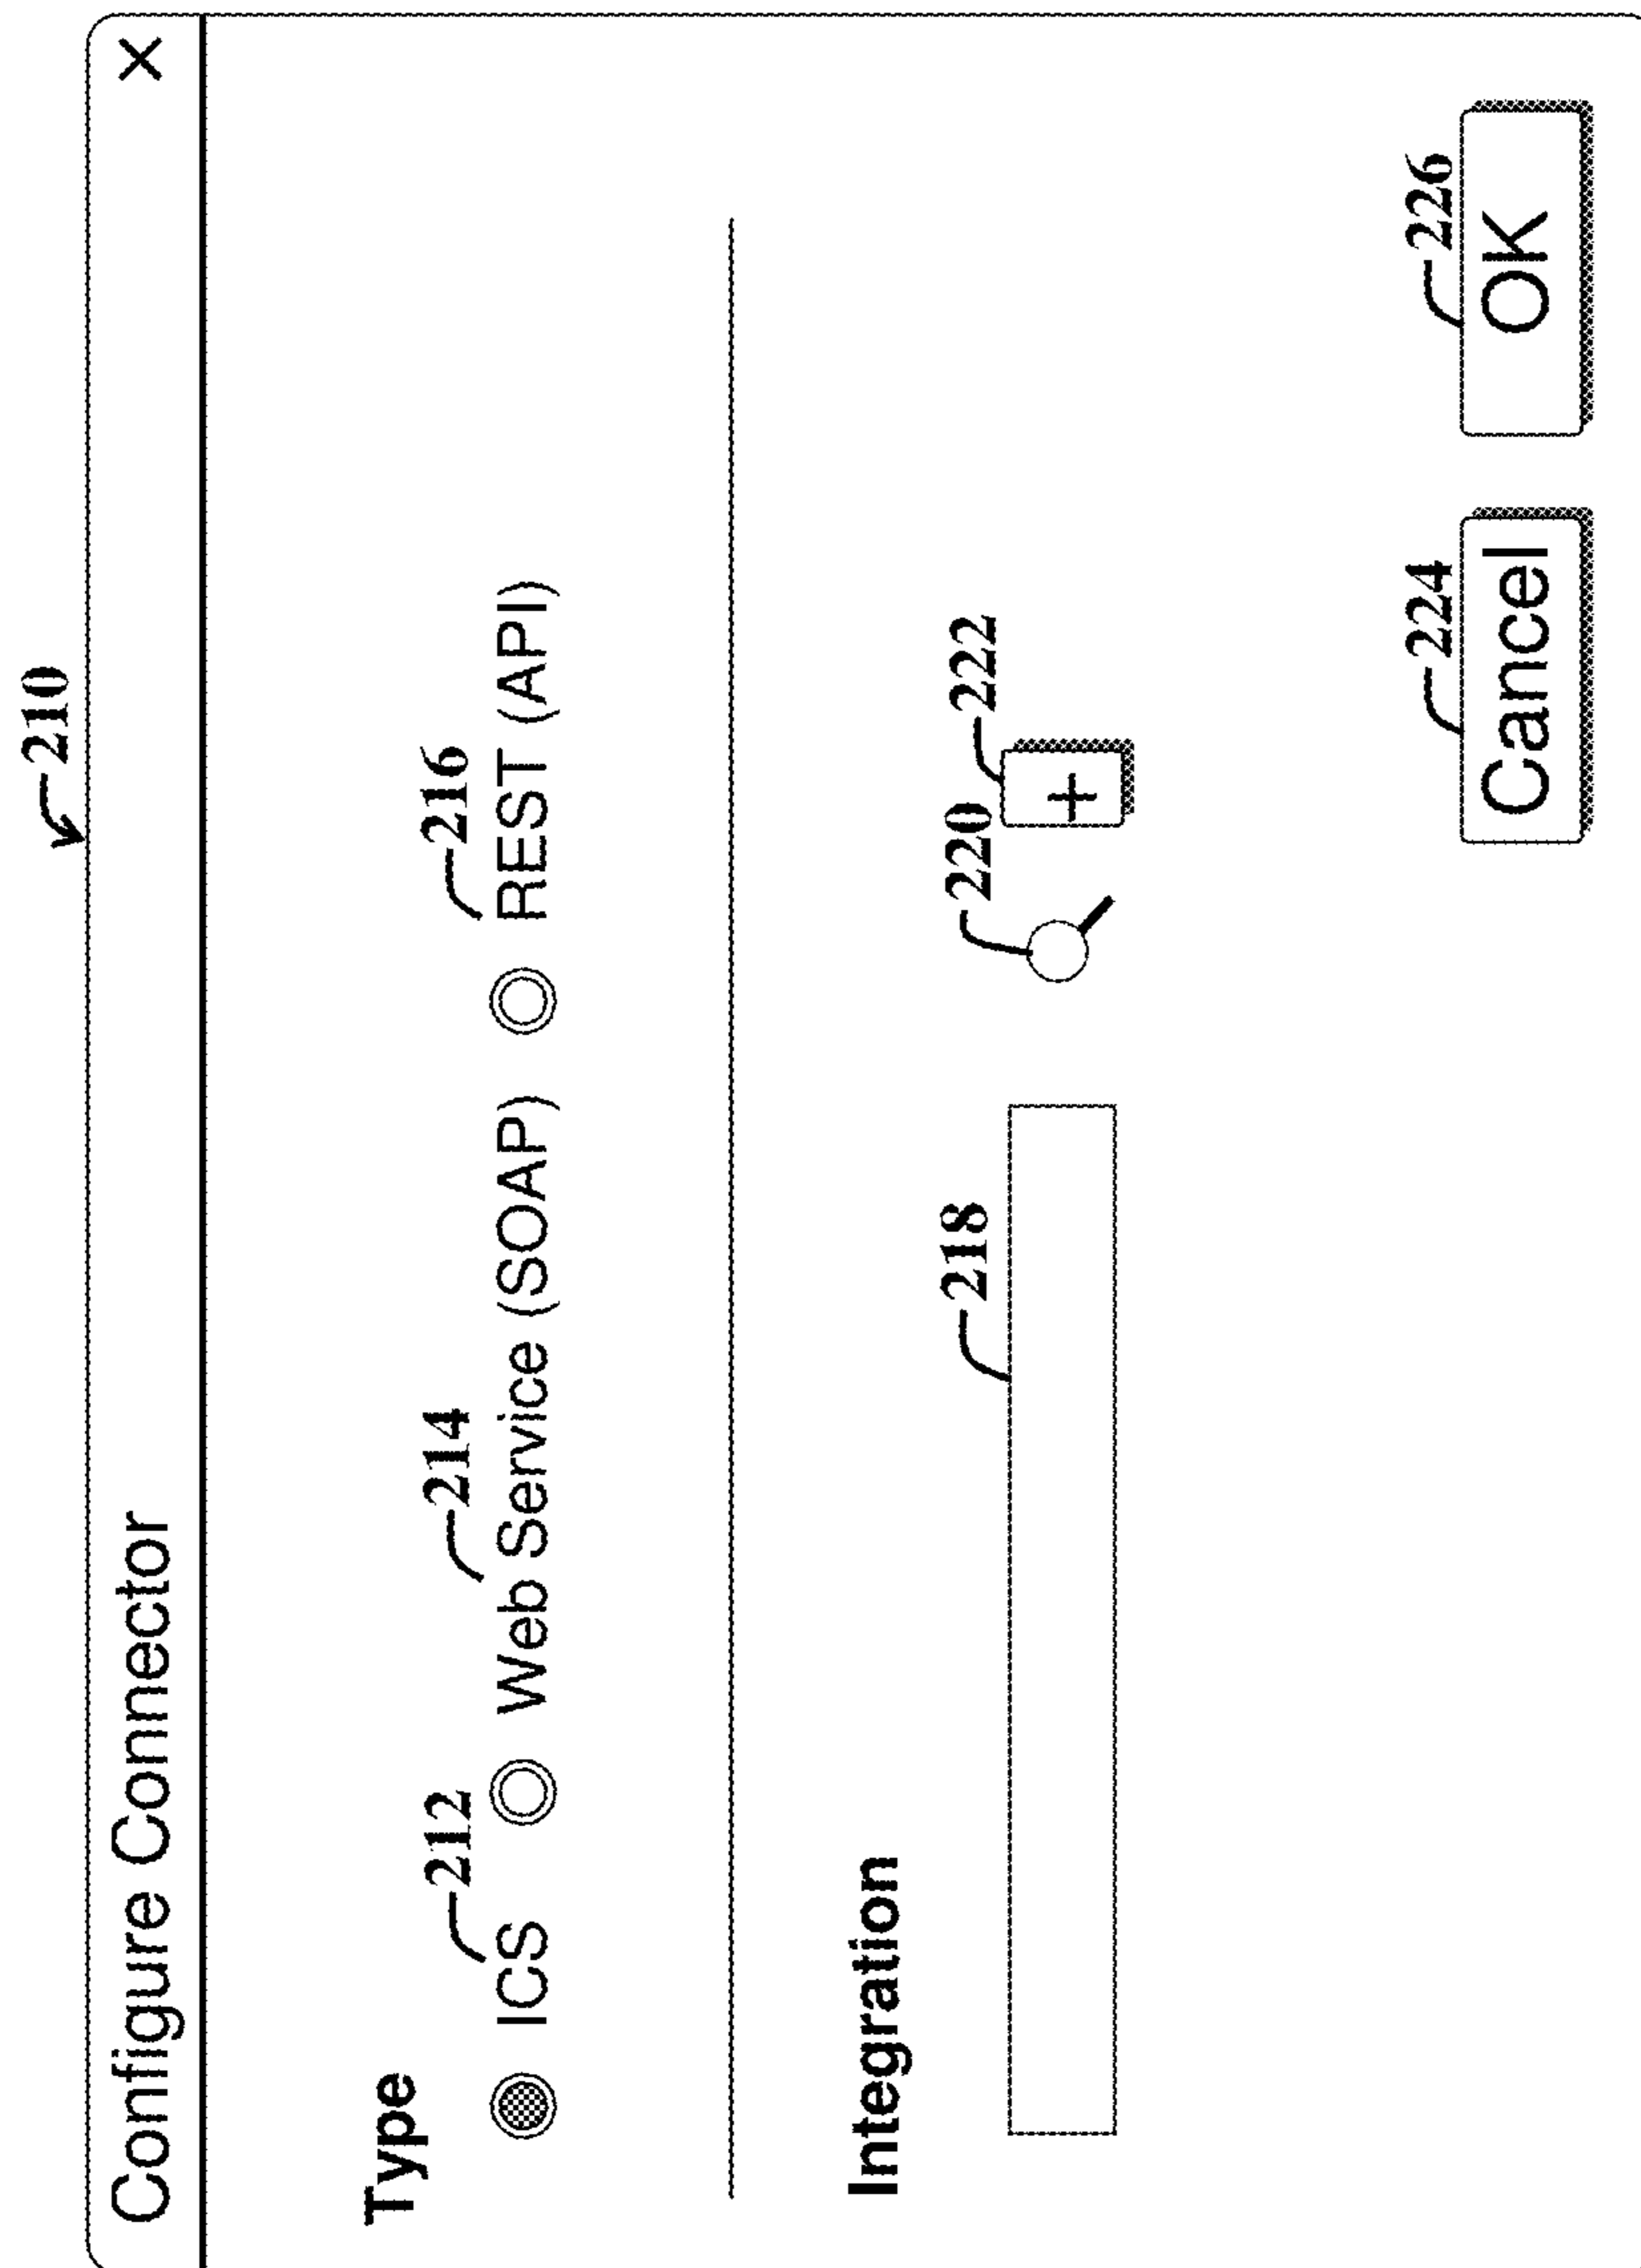 210
Configure Connector X
Type
212 214 216
ICS Web Service (SOAP) REST (API)
Integration
218 220 222
+
224 226
Cancel OK